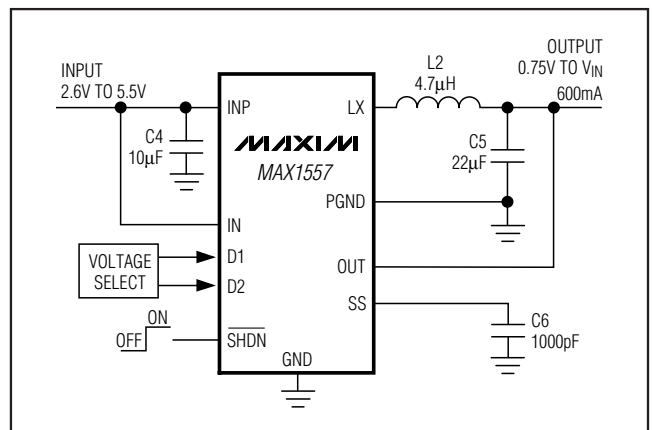 INPUT
2.6V TO 5.5V
C4
10µF
INP
IN
VOLTAGE
SELECT
D1
D2
ON
OFF
SHDN
GND
MAXIM
MAX1557
LX
PGND
OUT
SS
L2
4.7µH
OUTPUT
0.75V TO VIN
600mA
C5
22µF
C6
1000pF